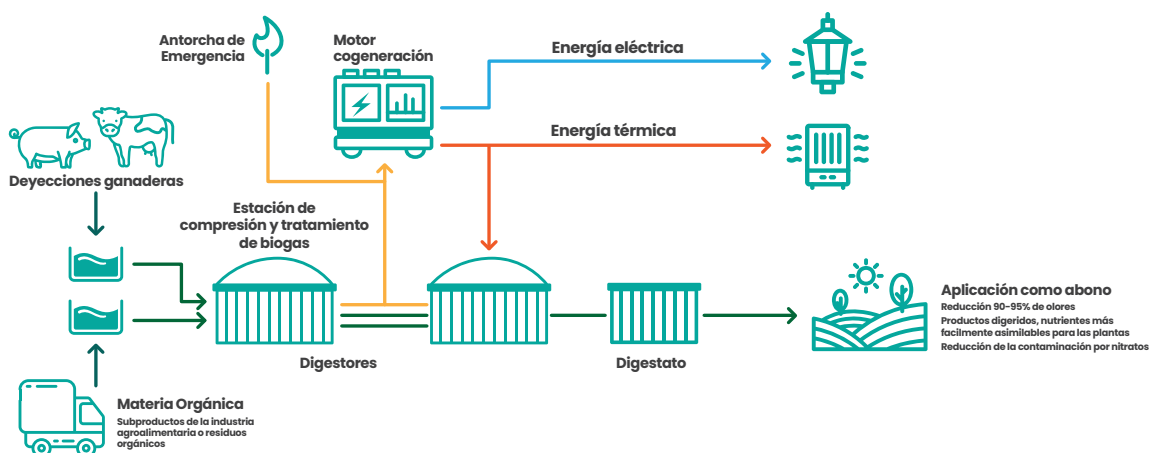 Antorcha de
Emergencia
Motor
cogeneración
Energía eléctrica
Energía térmica
Deyecciones ganaderas
Estación de
compresión y tratamiento
de biogas
Digestores
Digestato
Aplicación como abono
Reducción 90-95% de olores
Productos digeridos, nutrientes más
facilmente asimilables para las plantas
Reducción de la contaminación por nitratos
Materia Orgánica
Subproductos de la industria
agroalimentaria o residuos
orgánicos